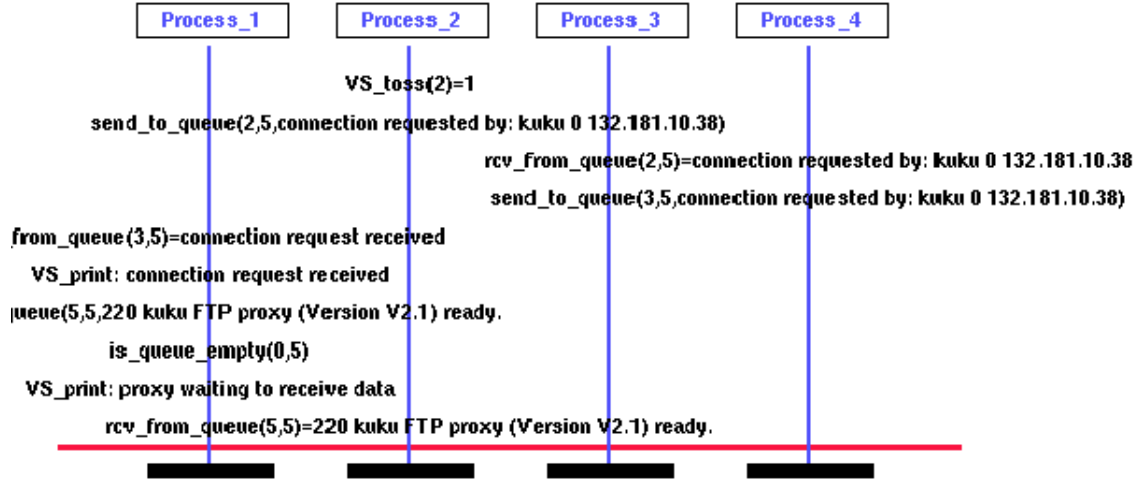 Process_1 Process_2 Process_3 Process_4
VS_toss(2)=1
send_to_queue(2,5,connection requested by: kuku 0 132.181.10.38)
rcv_from_queue(2,5)=connection requested by: kuku 0 132.181.10.38
send_to_queue(3,5,connection requested by: kuku 0 132.181.10.38)
_from_queue(3,5)=connection request received
VS_print: connection request received
queue(5,5,220 kuku FTP proxy (Version V2.1) ready.
is_queue_empty(0,5)
VS_print: proxy waiting to receive data
rcv_from_queue(5,5)=220 kuku FTP proxy (Version V2.1) ready.